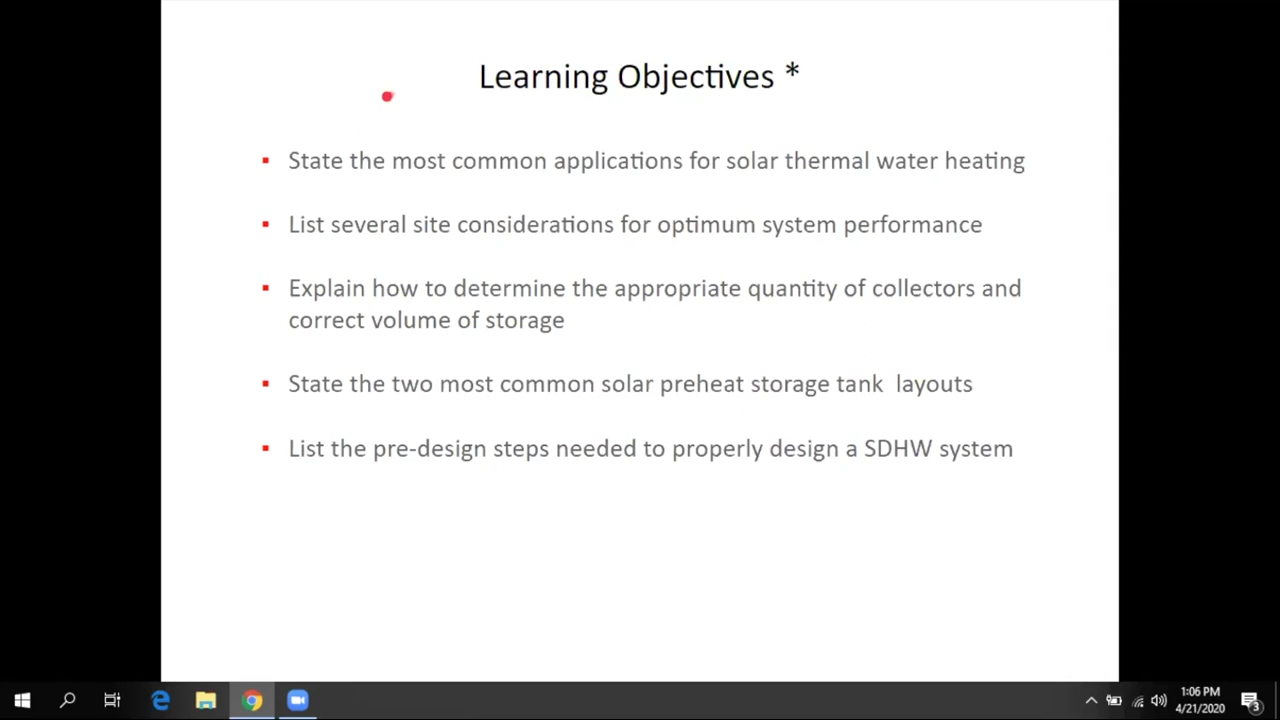 Learning Objectives *
▪ State the most common applications for solar thermal water heating
▪ List several site considerations for optimum system performance
▪ Explain how to determine the appropriate quantity of collectors and
correct volume of storage
▪ State the two most common solar preheat storage tank  layouts
▪ List the pre-design steps needed to properly design a SDHW system
1:06 PM
4/21/2020
3